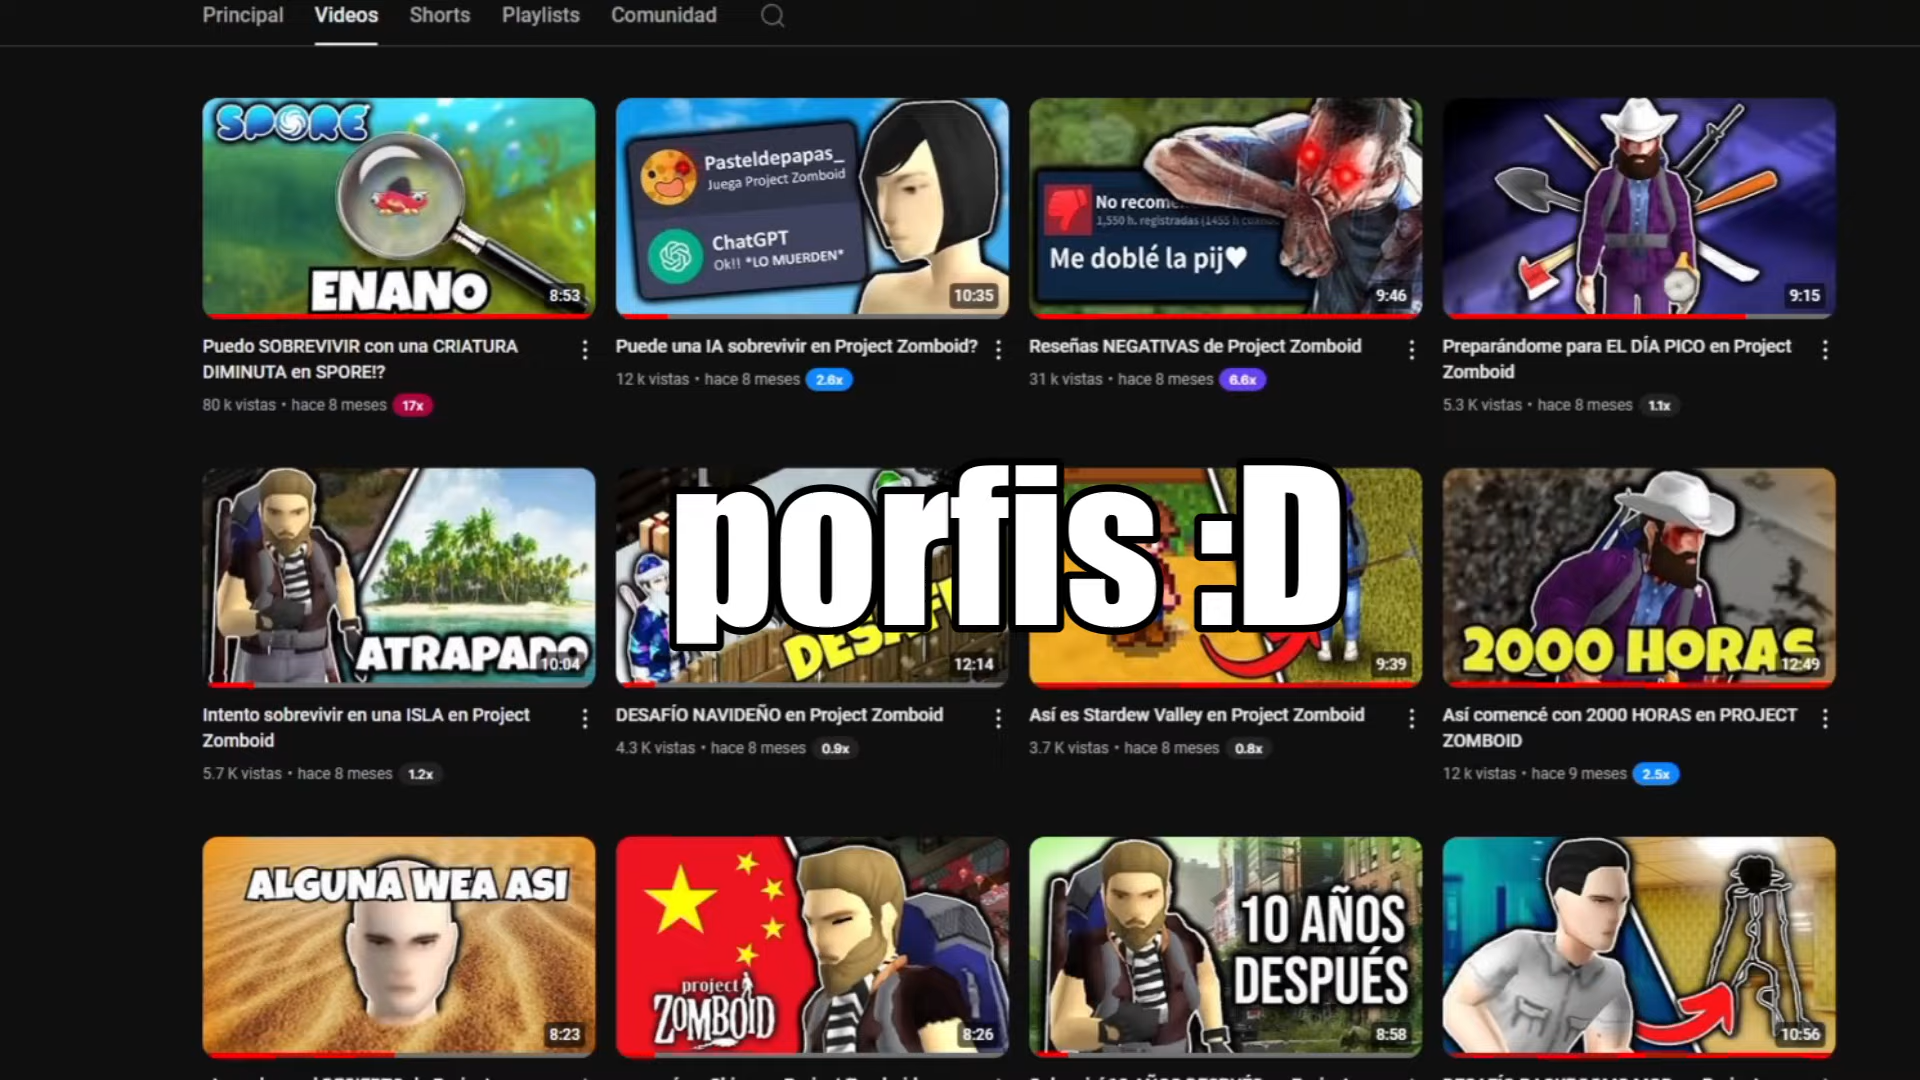 Principal Videos Shorts Playlists Comunidad
SPORE
ENANO
8:53
Pasteldepapas_
Juega Project Zomboid
ChatGPT
Ok!! *LO MUERDEN*
10:35
No recom
1,550 h. registradas (1455 h cuando
Me doblé la pij♥
9:46
9:15
Puedo SOBREVIVIR con una CRIATURA
DIMINUTA en SPORE!?
80 k vistas • hace 8 meses 17x
Puede una IA sobrevivir en Project Zomboid?
12 k vistas • hace 8 meses 2.6x
Reseñas NEGATIVAS de Project Zomboid
31 k vistas • hace 8 meses 6.6x
Preparándome para EL DÍA PICO en Project
Zomboid
5.3 K vistas • hace 8 meses 1.1x
porfis :D
ATRAPADO
10:04
12:14
9:39
2000 HORAS
12:49
Intento sobrevivir en una ISLA en Project
Zomboid
5.7 K vistas • hace 8 meses 1.2x
DESAFÍO NAVIDEÑO en Project Zomboid
4.3 K vistas • hace 8 meses 0.9x
Así es Stardew Valley en Project Zomboid
3.7 K vistas • hace 8 meses 0.8x
Así comencé con 2000 HORAS en PROJECT
ZOMBOID
12 k vistas • hace 9 meses 2.5x
ALGUNA WEA ASI
8:23
project
ZOMBOID
8:26
10 AÑOS
DESPUÉS
8:58
10:56